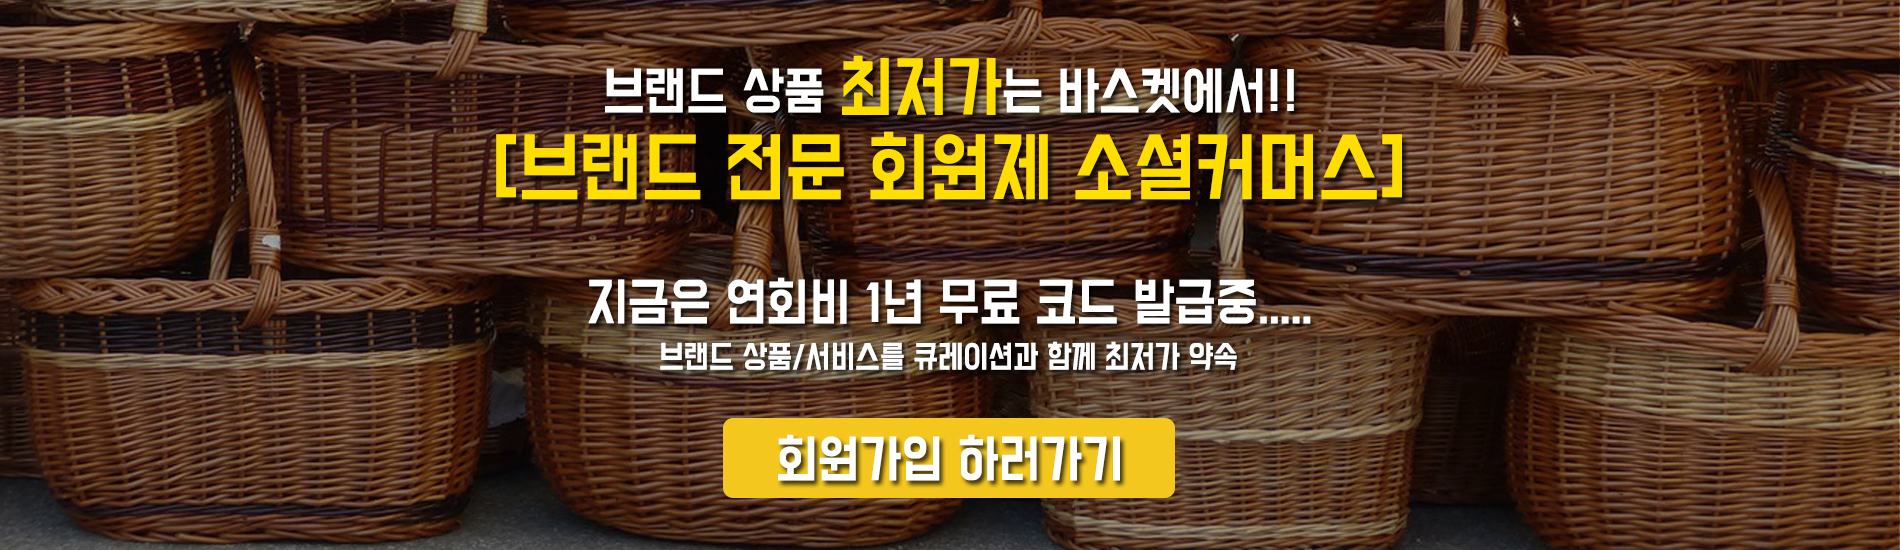 브랜드 상품 최저가는 바스켓에서!!
[브랜드 전문 회원제 소셜커머스]
지금은 연회비 1년 무료 코드 발급중.....
브랜드 상품/서비스를 큐레이션과 함께 최저가 약속
회원가입 하러가기